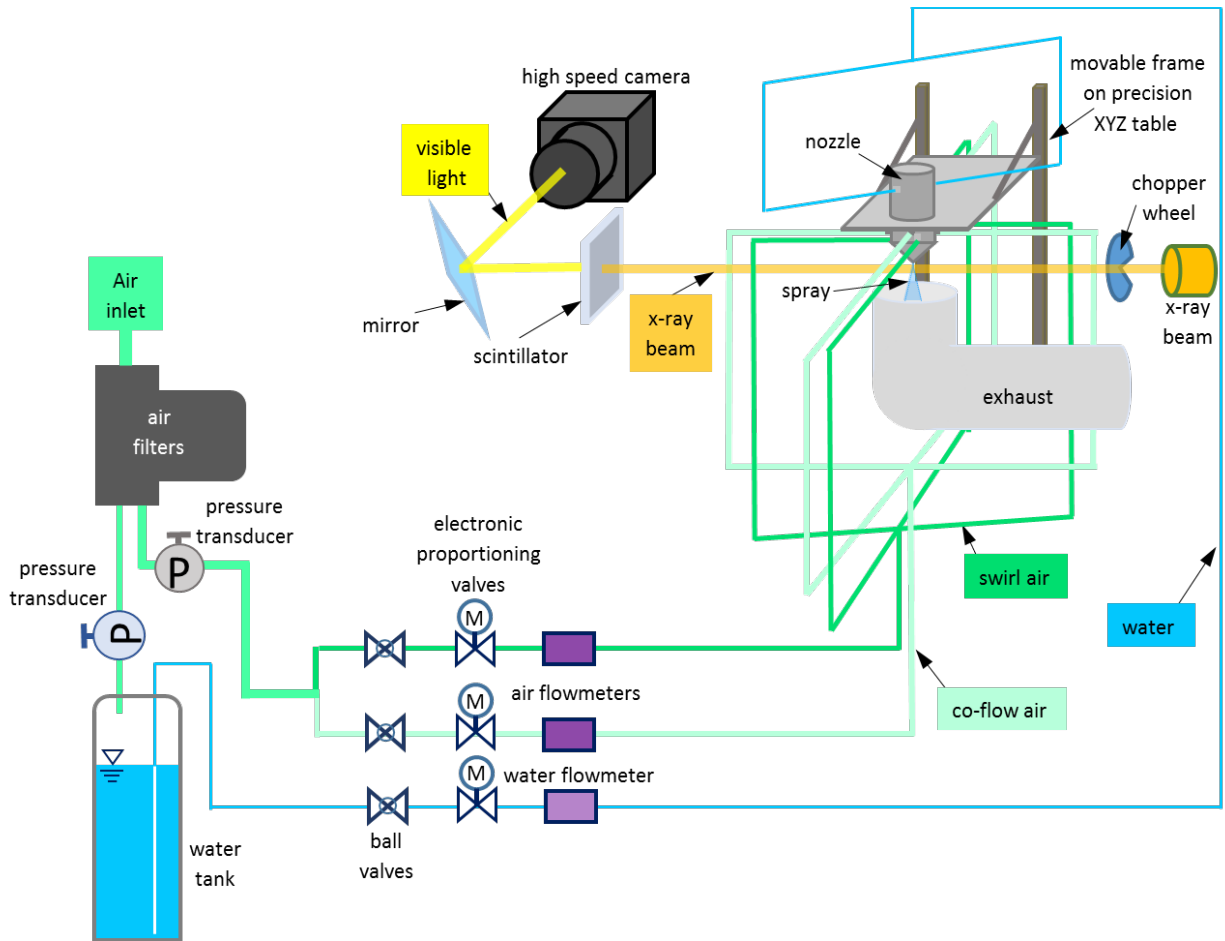 high speed camera
movable frame
on precision
XYZ table
visible
light
nozzle
chopper
wheel
Air
inlet
mirror
scintillator
x-ray
beam
spray
x-ray
beam
exhaust
air
filters
pressure
transducer
electronic
proportioning
valves
pressure
transducer
P
P
M
swirl air
water
air flowmeters
M
co-flow air
water flowmeter
M
ball
valves
water
tank